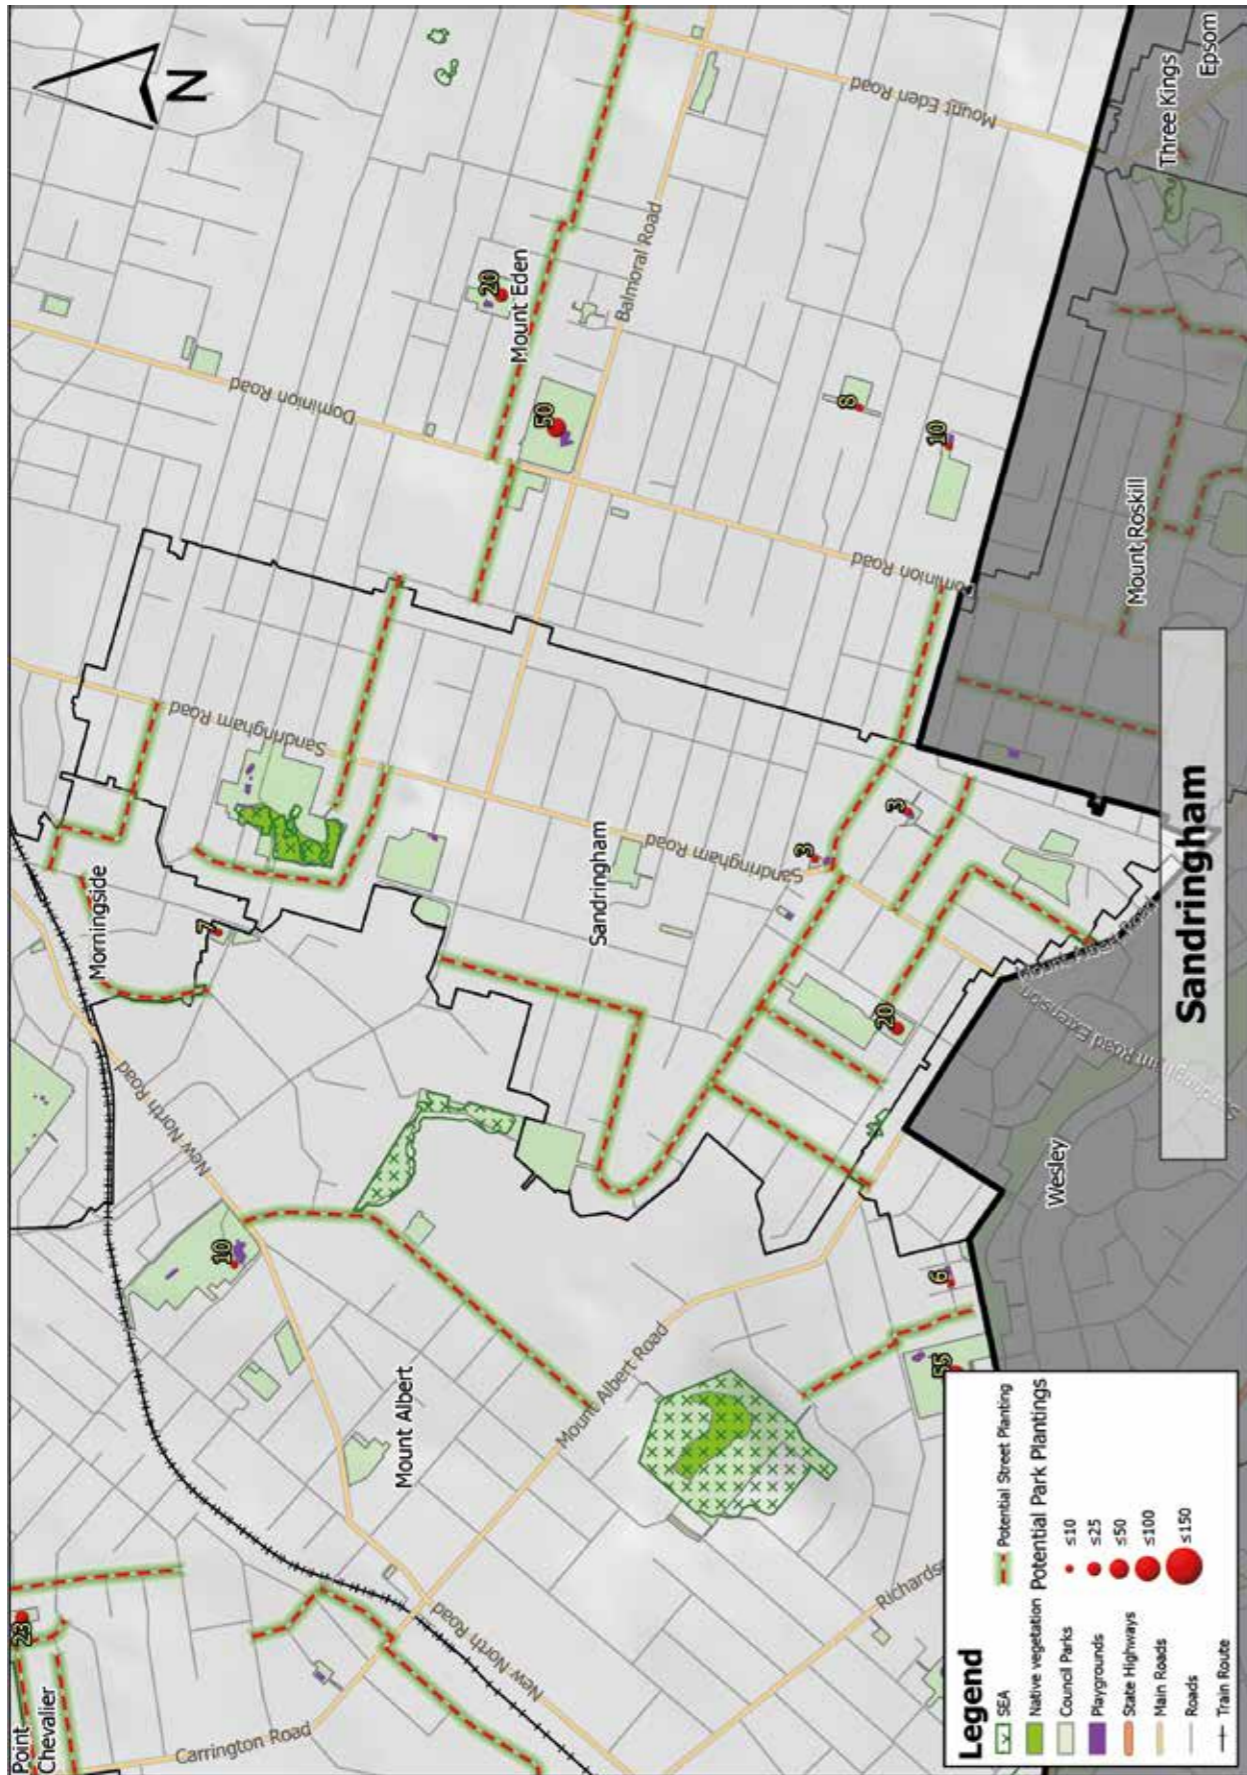 N
Point
Chevalier
23
Carrington Road
New North Road
Mount Albert
10
New North Road
Morningside
7
Sandringham Road
Dominion Road
20
Mount Eden
50
Balmoral Road
Mount Eden Road
Three Kings
Epsom
8
10
Dominion Road
Mount Roskill
Sandringham
Sandringham Road
3
3
20
Mount Albert Road
Sandringham Road Extension
Wesley
6
55
Mount Albert Road
Richardso
Sandringham
Legend
SEA
Native vegetation
Council Parks
Playgrounds
State Highways
Main Roads
Roads
Train Route
Potential Street Planting
Potential Park Plantings
≤10
≤25
≤50
≤100
≤150